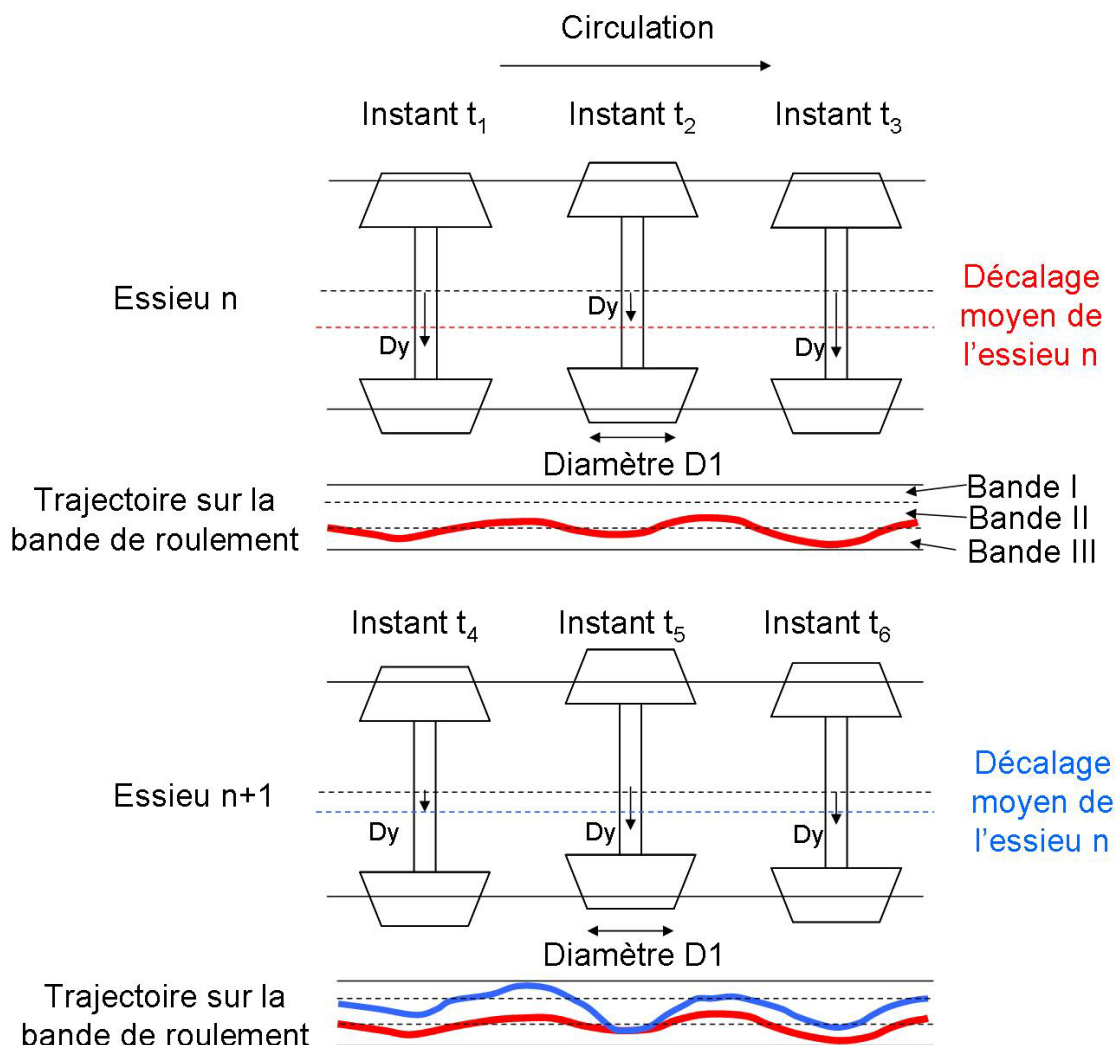 Circulation
Instant t1
Instant t2
Instant t3
Essieu n
Dy
Dy
Dy
Décalage
moyen de
l'essieu n
Diamètre D1
Trajectoire sur la
bande de roulement
Bande I
Bande II
Bande III
Instant t4
Instant t5
Instant t6
Essieu n+1
Dy
Dy
Dy
Décalage
moyen de
l'essieu n
Diamètre D1
Trajectoire sur la
bande de roulement